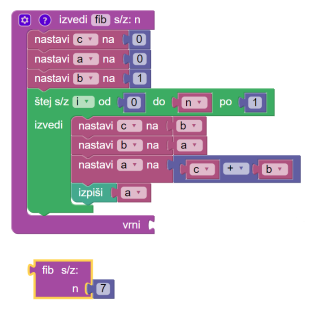 ? izvedi fib s/z: n
nastavi c na 0
nastavi a na 0
nastavi b na 1
štej s/z i od 0 do n po 1
izvedi nastavi c na b
nastavi b na a
nastavi a na c + b
izpiši a
vrni
fib s/z:
n 7